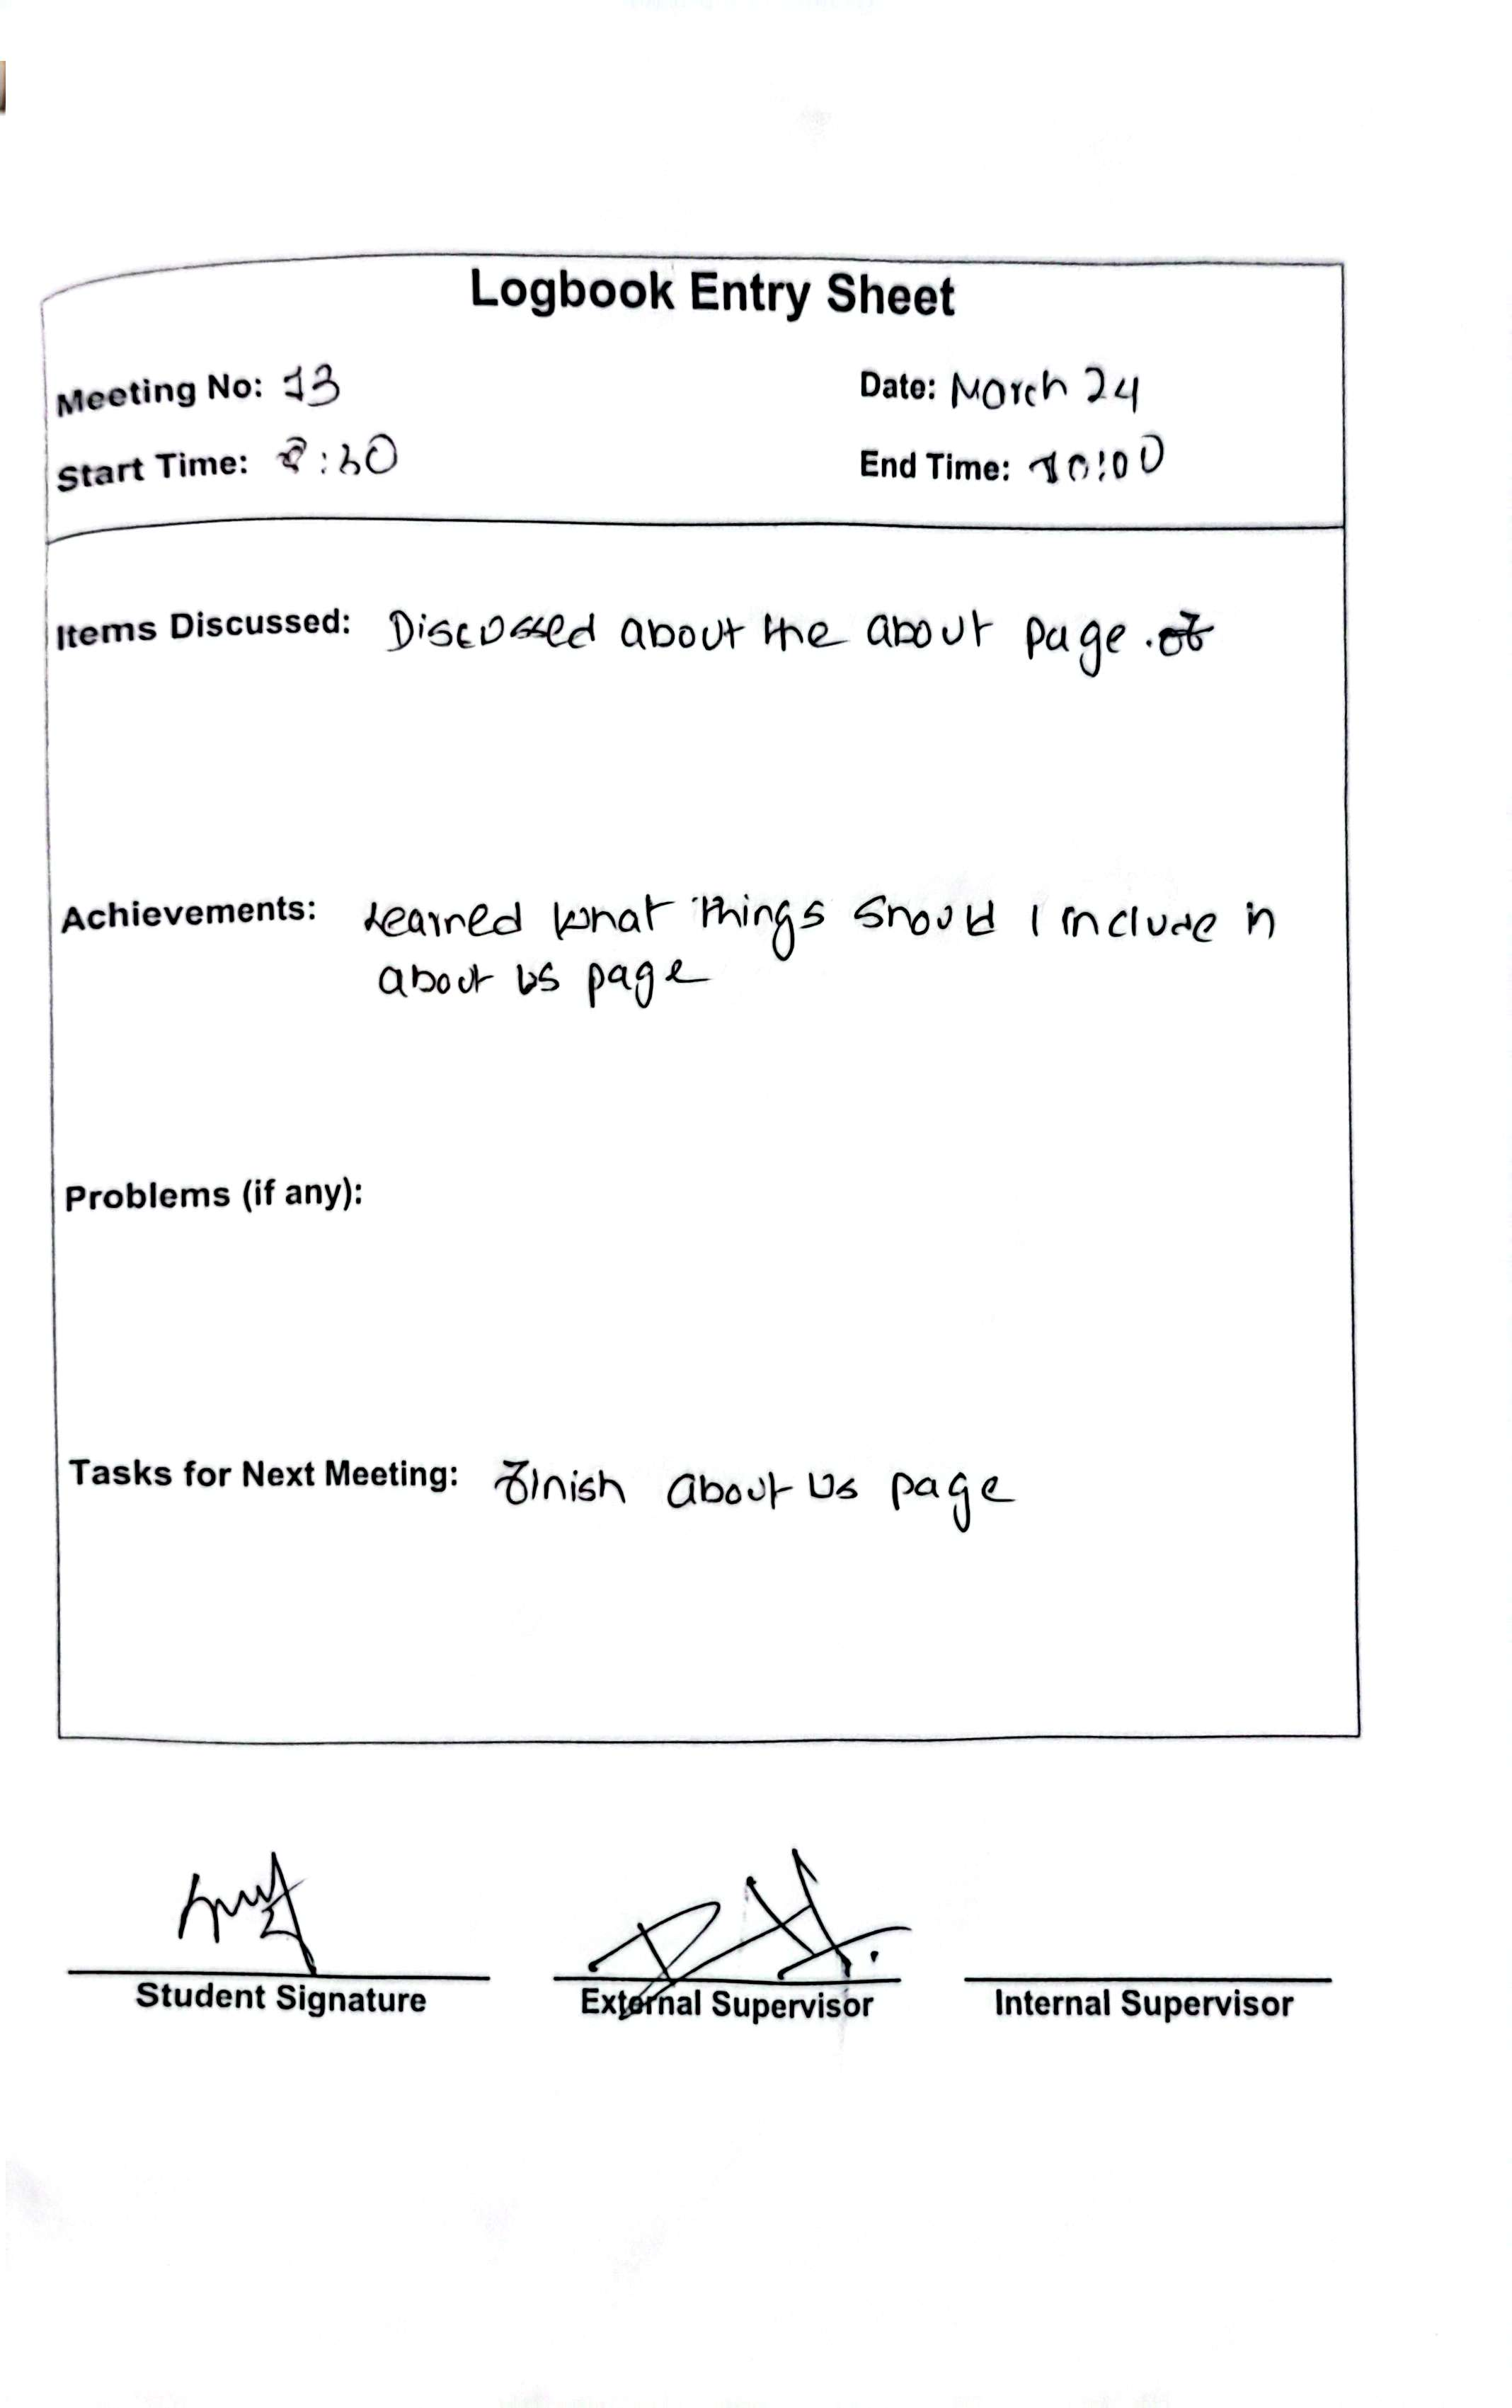 Logbook Entry Sheet
Meeting No: 13 Date: March 24
Start Time: :30 End Time: 10:00
Items Discussed: Discussed about the about page.
Achievements: Learned what things should I include in
about us page
Problems (if any):
Tasks for Next Meeting: Finish about us page
Student Signature External Supervisor Internal Supervisor